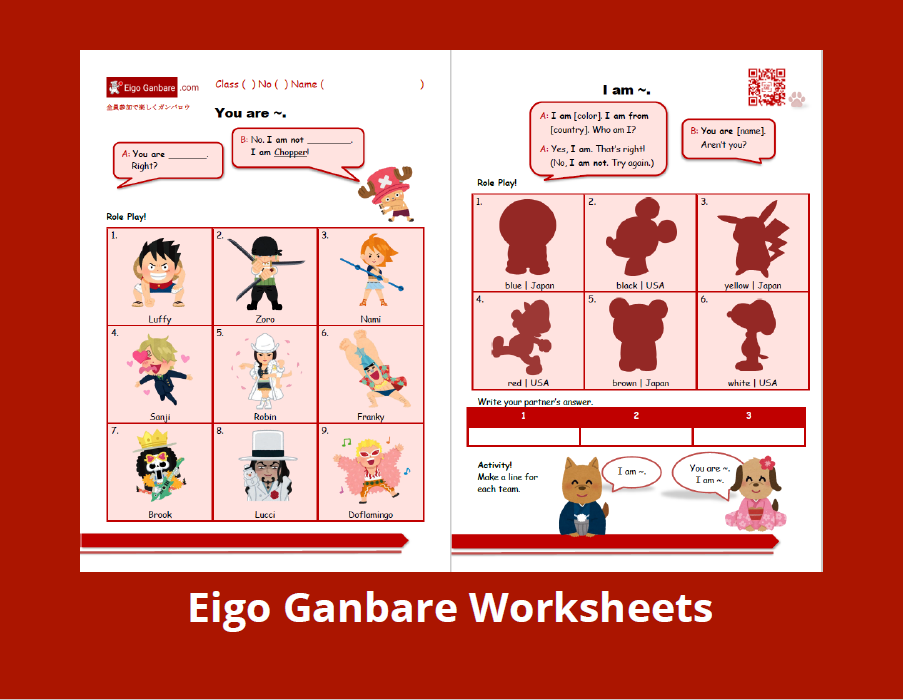 Eigo Ganbare .com
全員参加で楽しくガンバロウ
Class ( ) No ( ) Name ( )
You are ~.
A: You are ________.
Right?
B: No, I am not ________.
I am Chopper!
Role Play!
1.
Luffy
2.
Zoro
3.
Nami
4.
Sanji
5.
Robin
6.
Franky
7.
Brook
8.
Lucci
9.
Doflamingo
I am ~.
A: I am [color]. I am from
[country]. Who am I?
A: Yes, I am. That's right!
(No, I am not. Try again.)
B: You are [name].
Aren't you?
Role Play!
1.
blue | Japan
2.
black | USA
3.
yellow | Japan
4.
red | USA
5.
brown | Japan
6.
white | USA
Write your partner's answer.
1 2 3
Activity!
Make a line for
each team.
I am ~.
You are ~.
I am ~.
Eigo Ganbare Worksheets